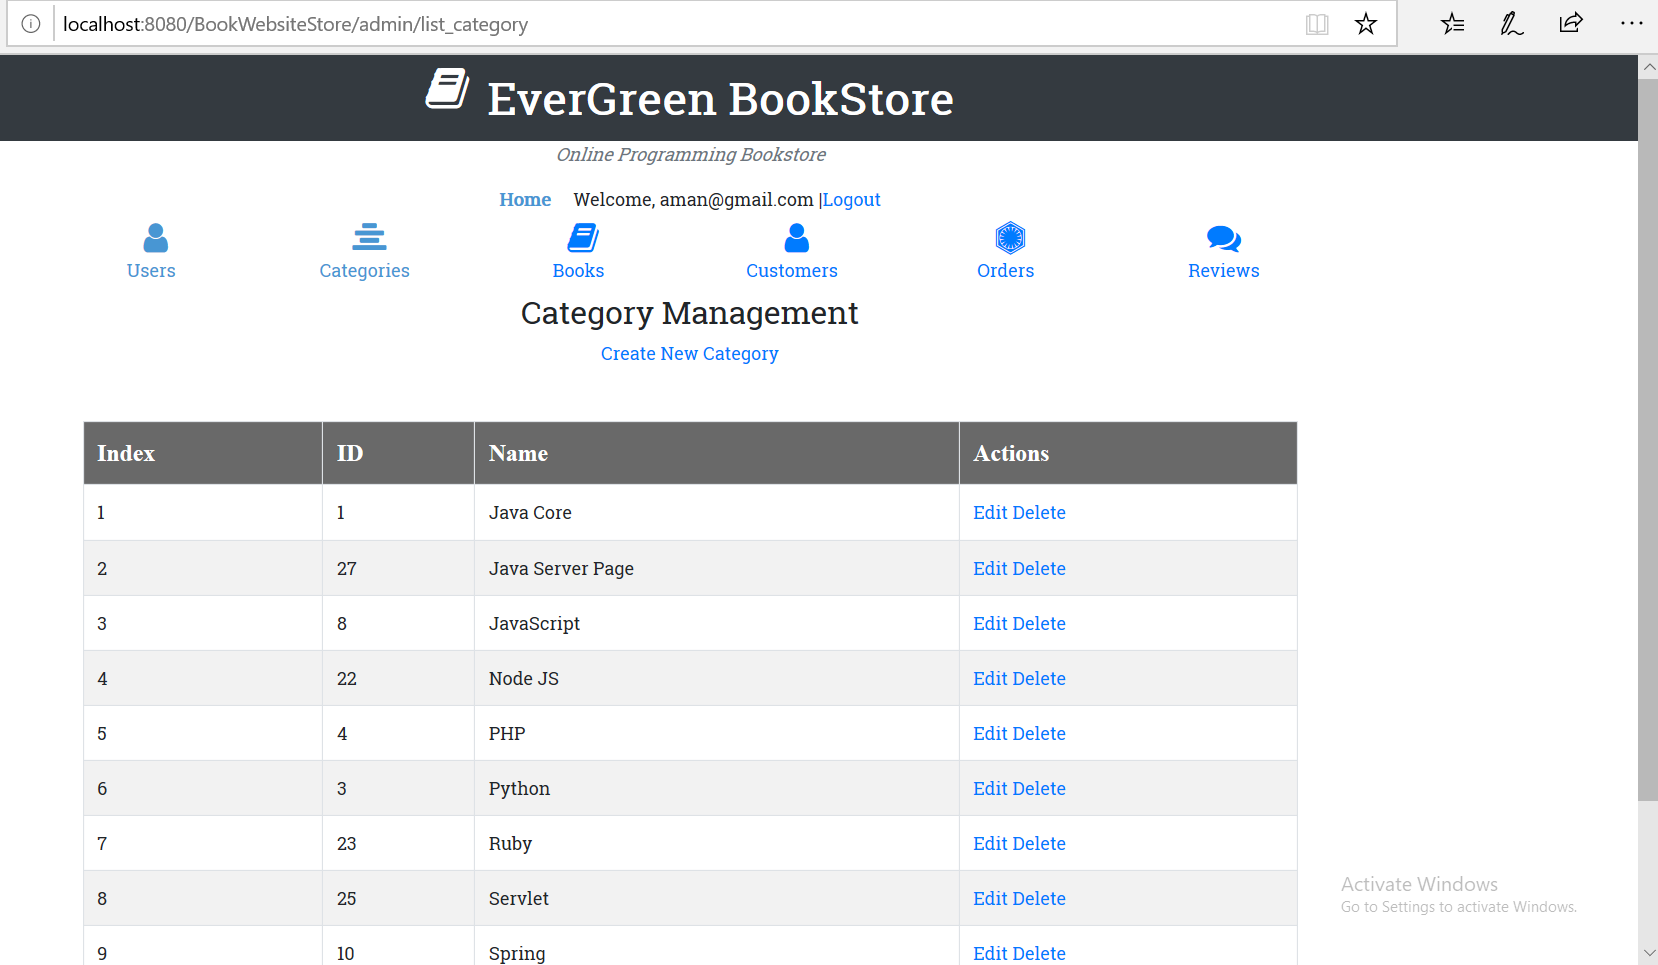 localhost:8080/BookWebsiteStore/admin/list_category
EverGreen BookStore
Online Programming Bookstore
Home Welcome, aman@gmail.com |Logout
Users Categories Books Customers Orders Reviews
Category Management
Create New Category
Index ID Name Actions
1 1 Java Core Edit Delete
2 27 Java Server Page Edit Delete
3 8 JavaScript Edit Delete
4 22 Node JS Edit Delete
5 4 PHP Edit Delete
6 3 Python Edit Delete
7 23 Ruby Edit Delete
8 25 Servlet Edit Delete
9 10 Spring Edit Delete
Activate Windows
Go to Settings to activate Windows.